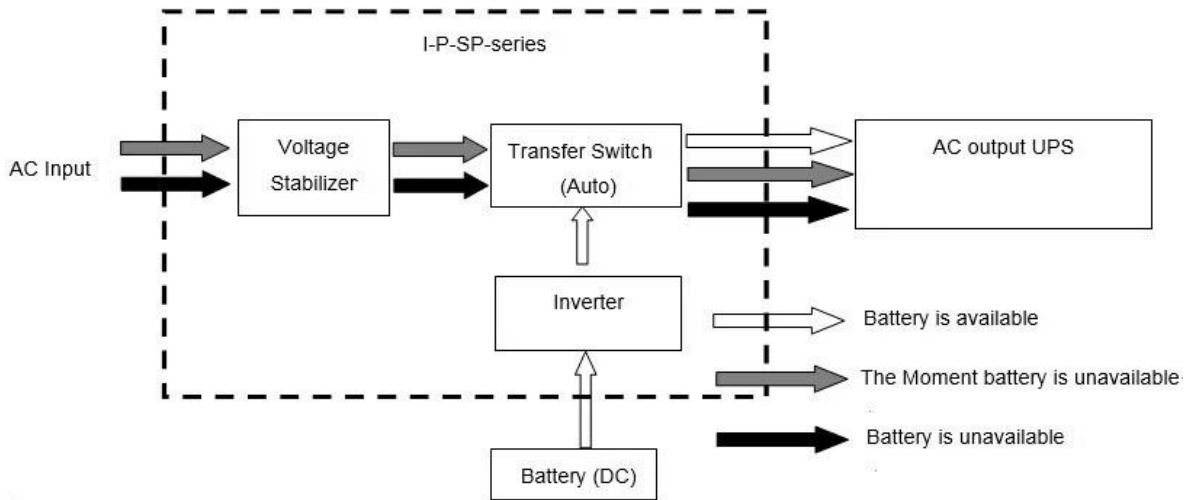 I-P-SP-series
AC Input
Voltage
Stabilizer
Transfer Switch
(Auto)
AC output UPS
Inverter
Battery (DC)
Battery is available
The Moment battery is unavailable
Battery is unavailable